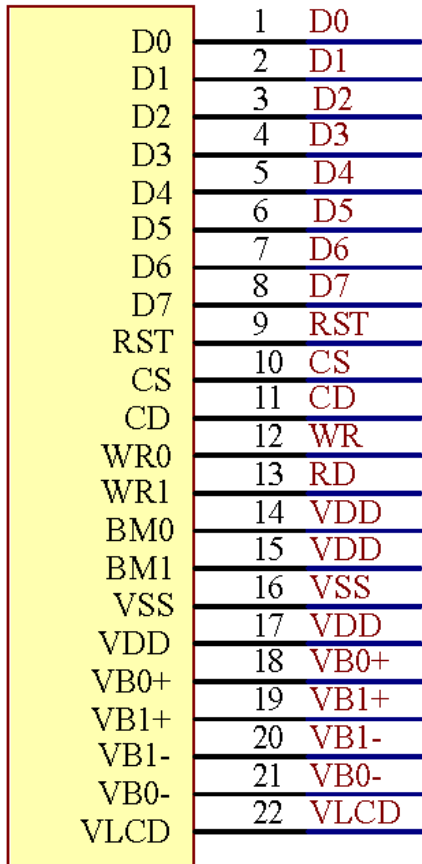 D0 1 D0
D1 2 D1
D2 3 D2
D3 4 D3
D4 5 D4
D5 6 D5
D6 7 D6
D7 8 D7
RST 9 RST
CS 10 CS
CD 11 CD
WR0 12 WR
WR1 13 RD
BM0 14 VDD
BM1 15 VDD
VSS 16 VSS
VDD 17 VDD
VB0+ 18 VB0+
VB1+ 19 VB1+
VB1- 20 VB1-
VB0- 21 VB0-
VLCD 22 VLCD